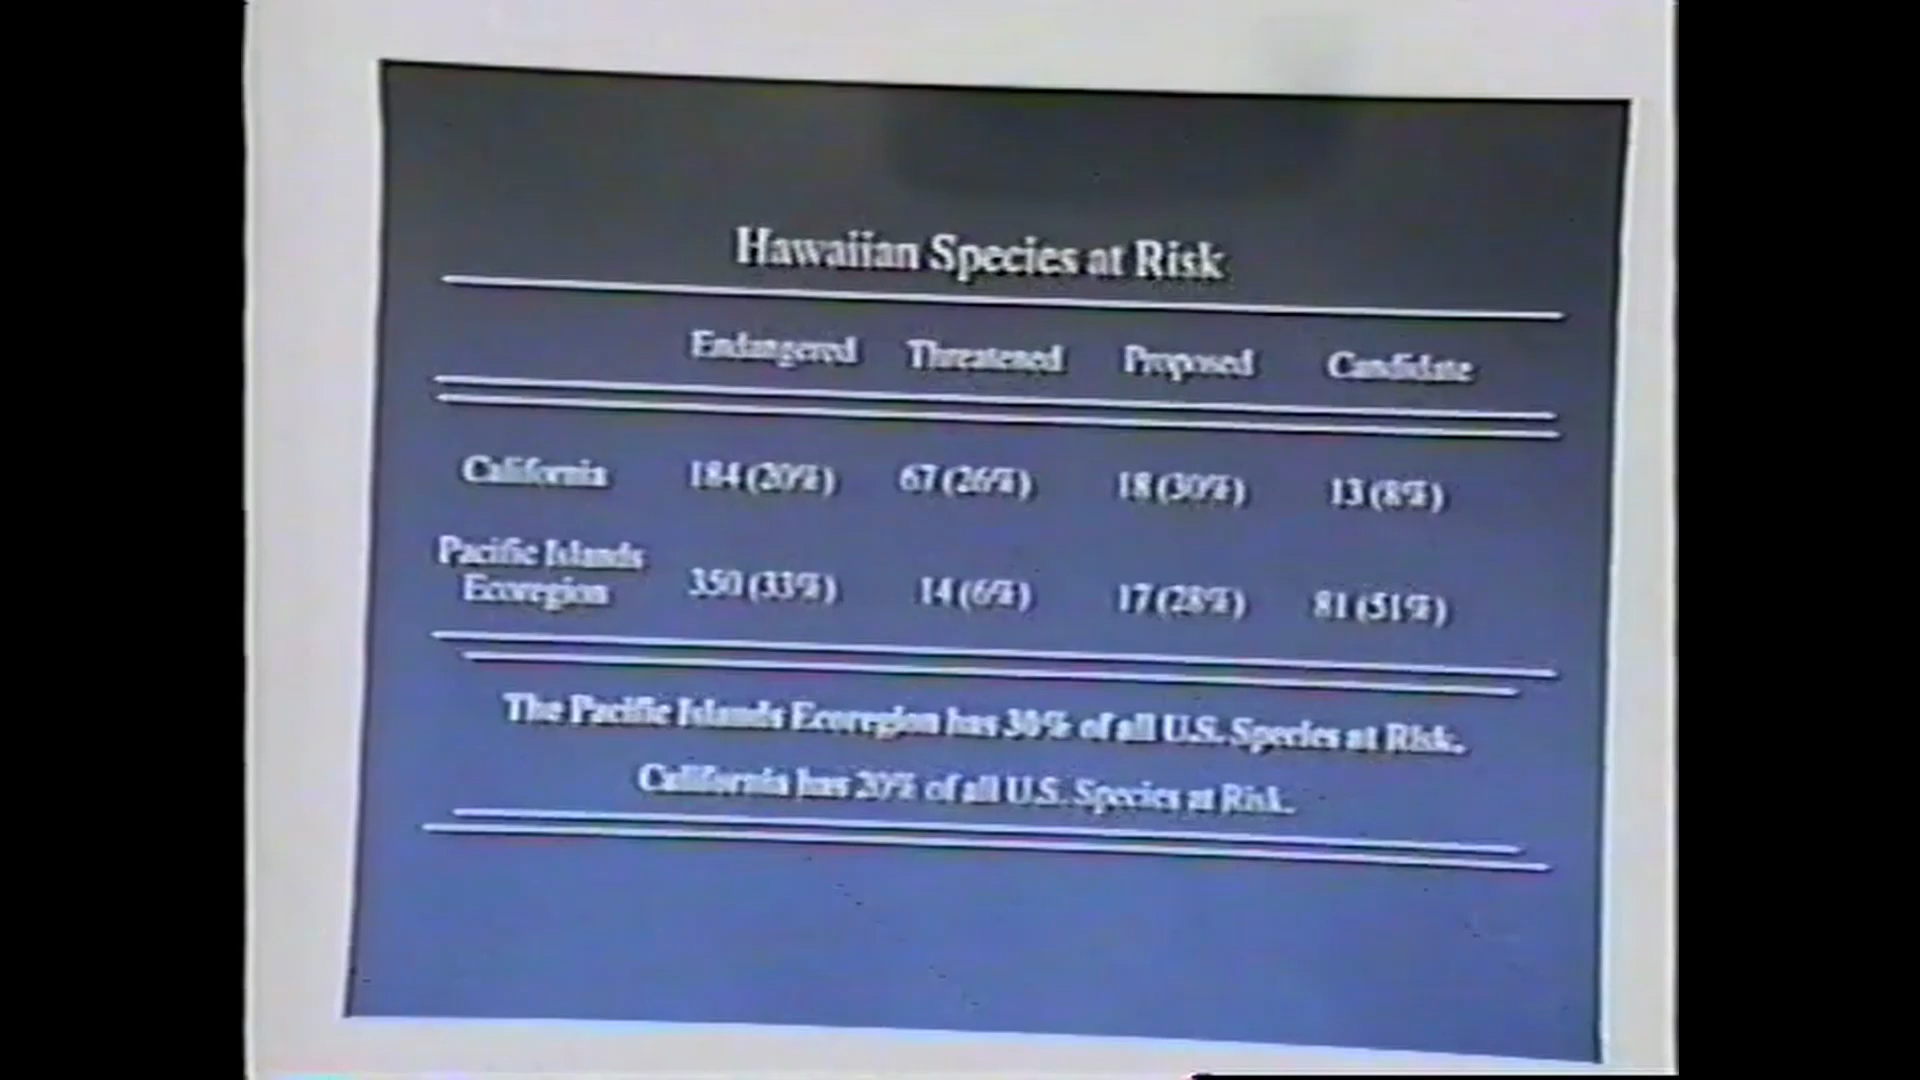 Hawaiian Species at Risk
Endangered Threatened Proposed Candidate
California 184 (20%) 67 (26%) 18 (30%) 13 (8%)
Pacific Islands
Ecoregion 350 (33%) 14 (6%) 17 (28%) 81 (51%)
The Pacific Islands Ecoregion has 30% of all U.S. Species at Risk.
California has 20% of all U.S. Species at Risk.